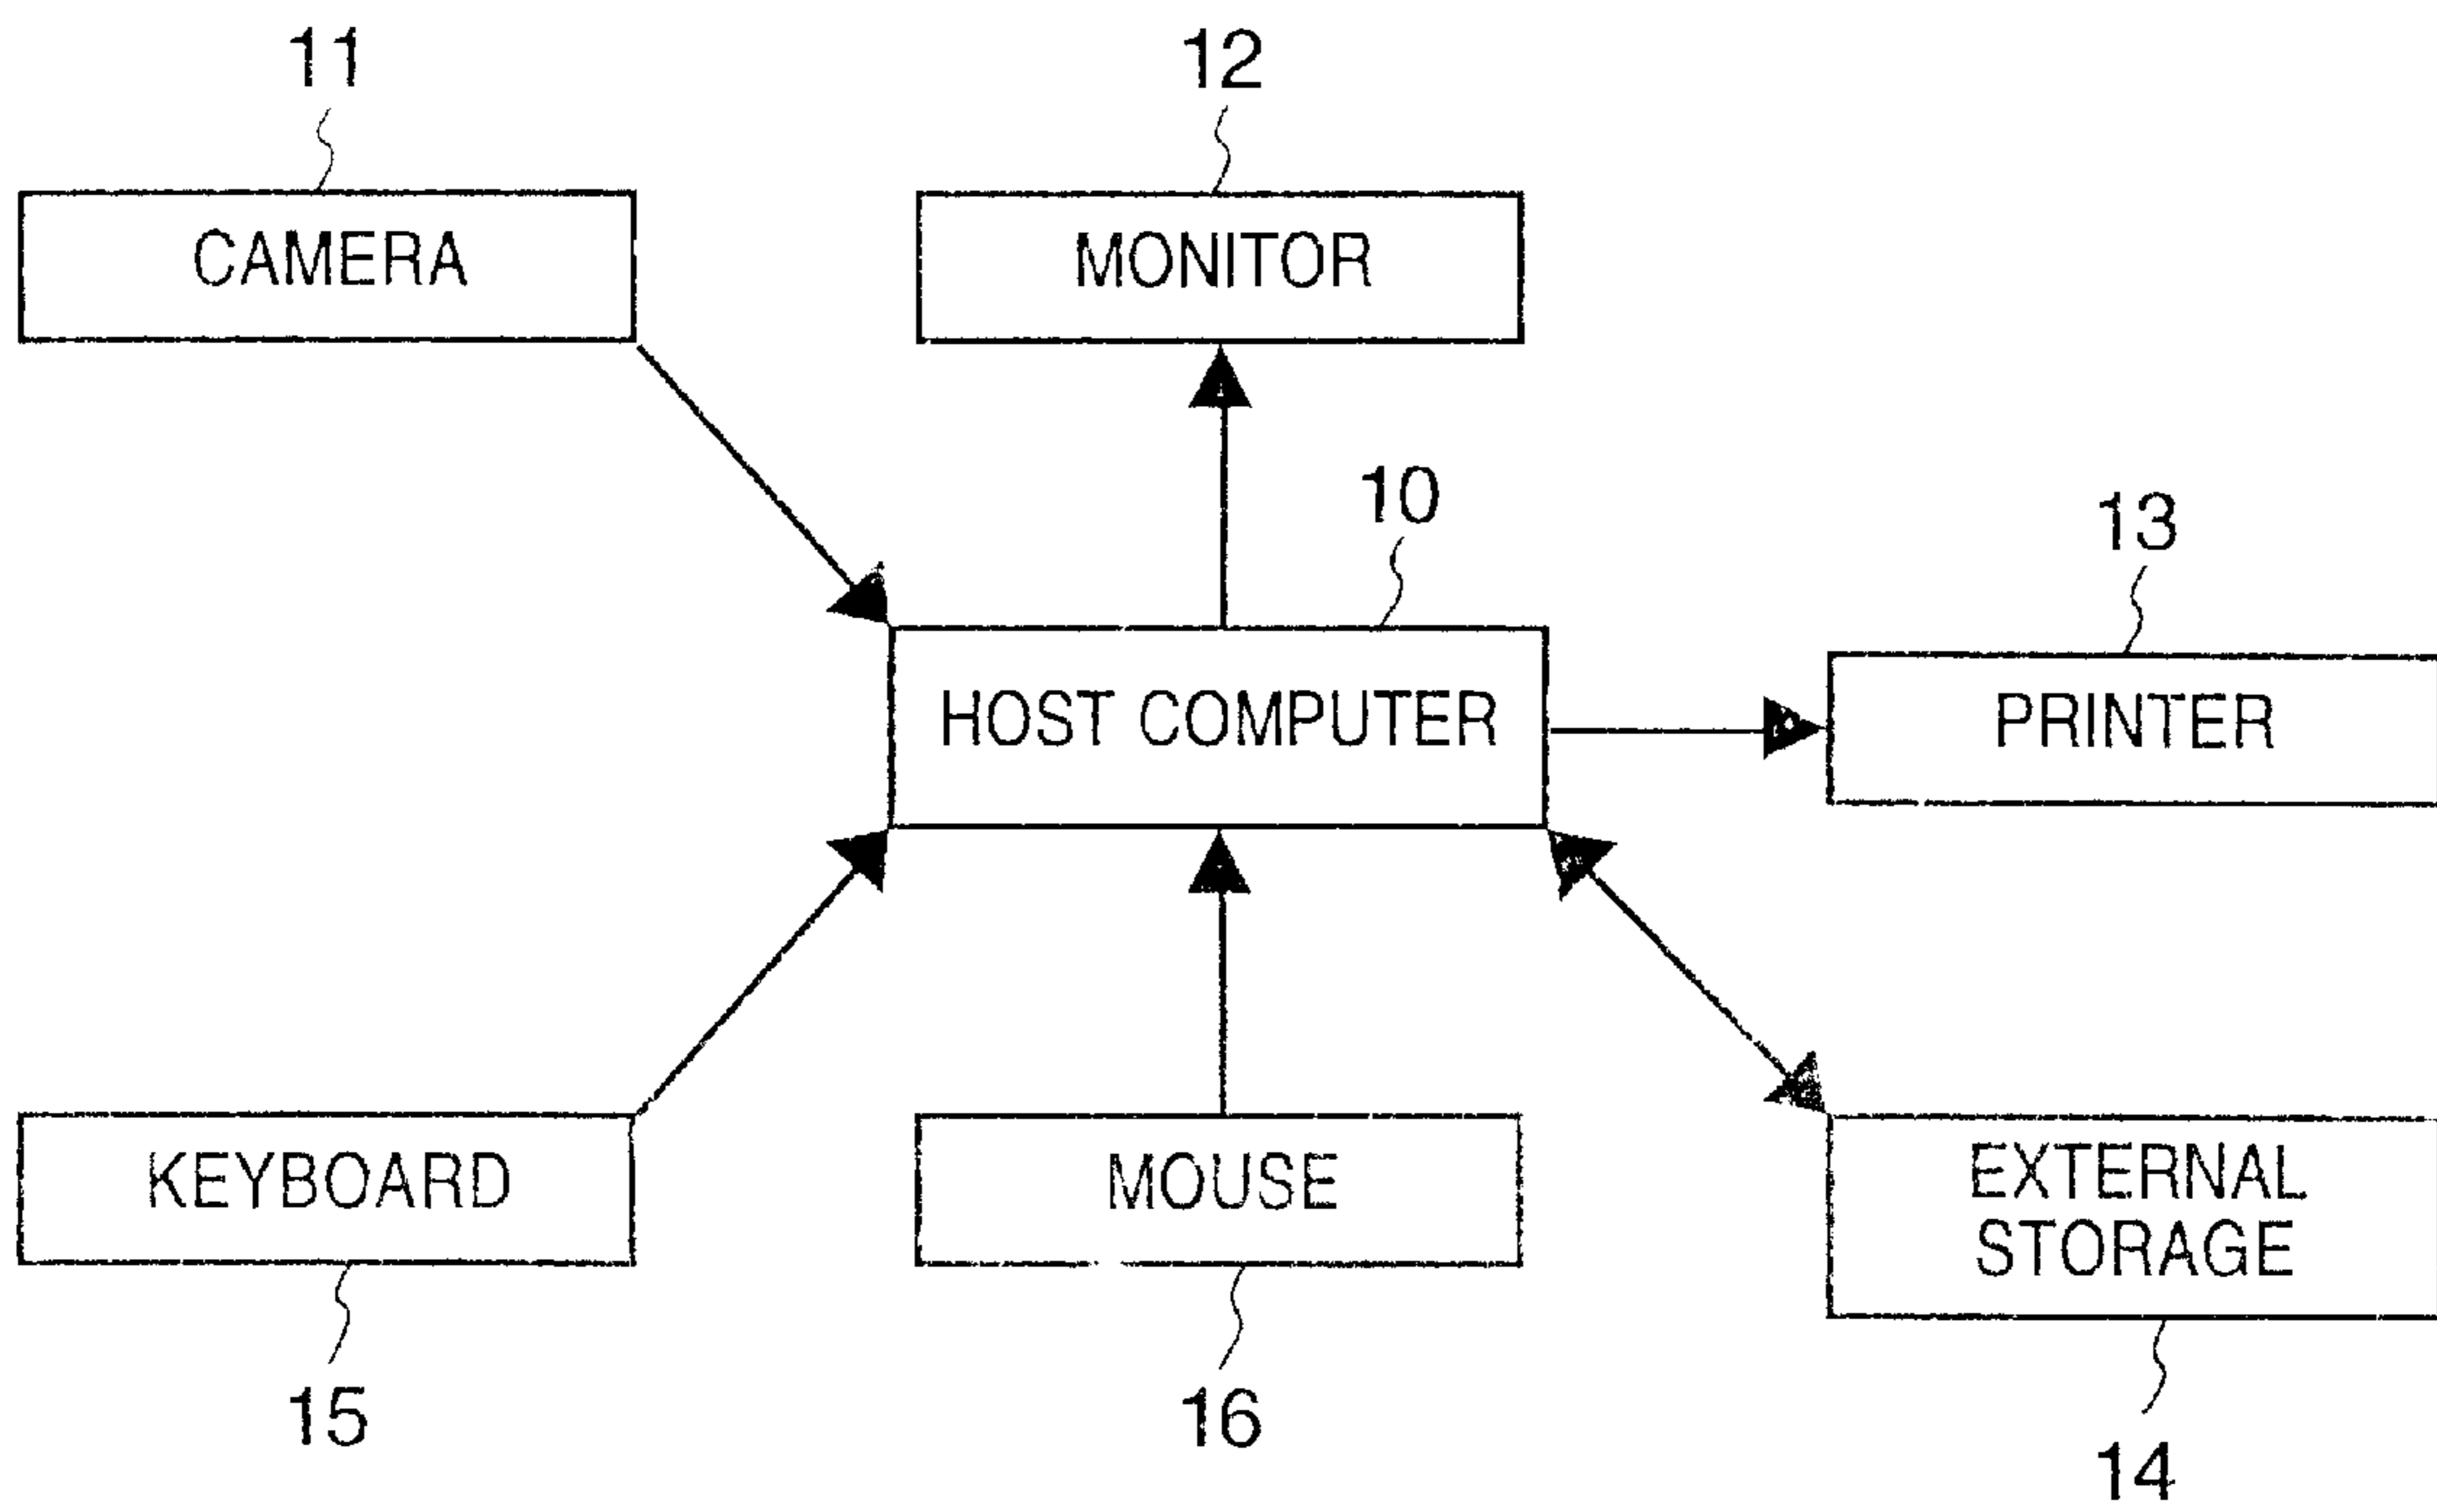 11
12
CAMERA
MONITOR
10
13
HOST COMPUTER
PRINTER
KEYBOARD
MOUSE
EXTERNAL
STORAGE
15
16
14